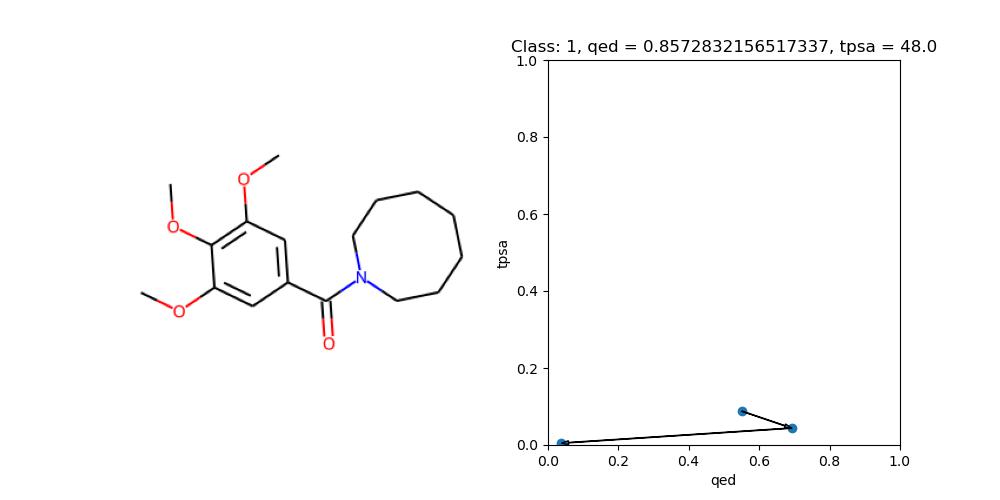 Class: 1, qed = 0.8572832156517337, tpsa = 48.0
1.0
0.8
0.6
0.4
0.2
0.0
tpsa
0.0 0.2 0.4 0.6 0.8 1.0
qed
O
O
O
N
O